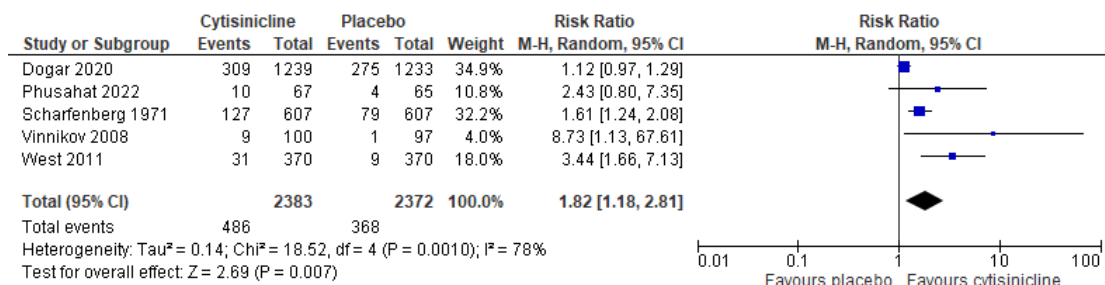 Cytisinicline Placebo Risk Ratio Risk Ratio
Study or Subgroup Events Total Events Total Weight M-H, Random, 95% CI M-H, Random, 95% CI
Dogar 2020 309 1239 275 1233 34.9% 1.12 [0.97, 1.29]
Phusahat 2022 10 67 4 65 10.8% 2.43 [0.80, 7.35]
Scharfenberg 1971 127 607 79 607 32.2% 1.61 [1.24, 2.08]
Vinnikov 2008 9 100 1 97 4.0% 8.73 [1.13, 67.61]
West 2011 31 370 9 370 18.0% 3.44 [1.66, 7.13]
Total (95% CI) 2383 2372 100.0% 1.82 [1.18, 2.81]
Total events 486 368
Heterogeneity: Tau² = 0.14; Chi² = 18.52, df = 4 (P = 0.0010); I² = 78%
Test for overall effect: Z = 2.69 (P = 0.007)
0.01 0.1 1 10 100
Favours placebo Favours cytisinicline